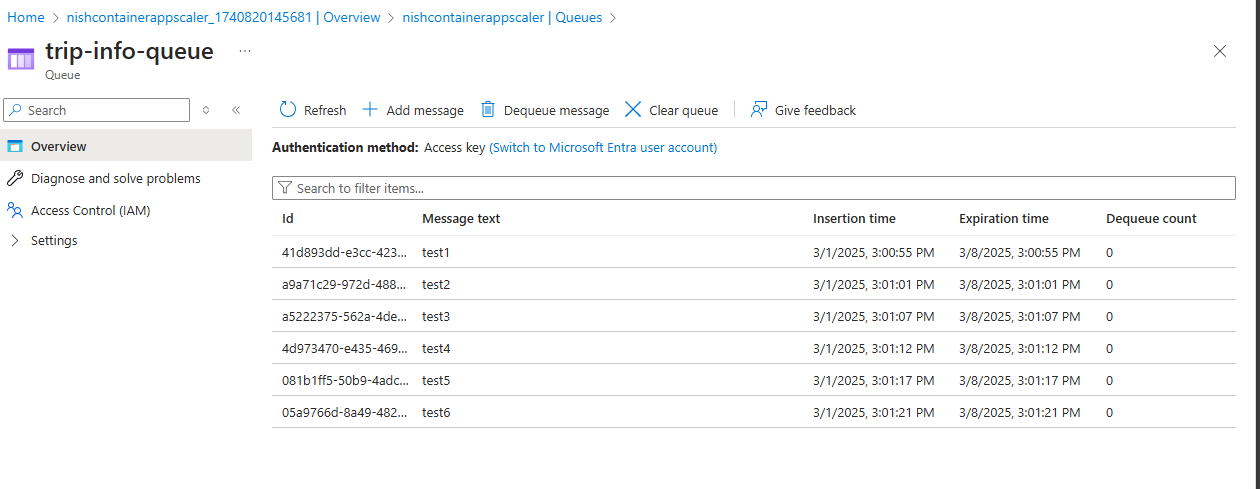 Home > nishcontainerappscaler_1740820145681 | Overview > nishcontainerappscaler | Queues >
trip-info-queue ...
Queue
Search
Refresh Add message Dequeue message Clear queue Give feedback
Overview
Diagnose and solve problems
Access Control (IAM)
Settings
Authentication method: Access key (Switch to Microsoft Entra user account)
Search to filter items...
Id Message text Insertion time Expiration time Dequeue count
41d893dd-e3cc-423... test1 3/1/2025, 3:00:55 PM 3/8/2025, 3:00:55 PM 0
a9a71c29-972d-488... test2 3/1/2025, 3:01:01 PM 3/8/2025, 3:01:01 PM 0
a5222375-562a-4de... test3 3/1/2025, 3:01:07 PM 3/8/2025, 3:01:07 PM 0
4d973470-e435-469... test4 3/1/2025, 3:01:12 PM 3/8/2025, 3:01:12 PM 0
081b1ff5-50b9-4adc... test5 3/1/2025, 3:01:17 PM 3/8/2025, 3:01:17 PM 0
05a9766d-8a49-482... test6 3/1/2025, 3:01:21 PM 3/8/2025, 3:01:21 PM 0